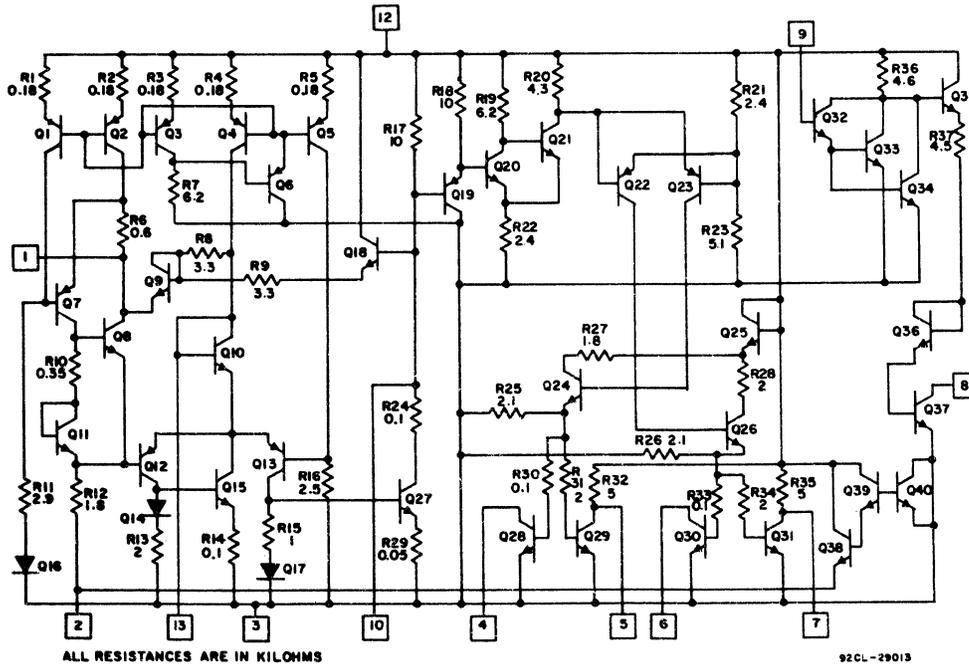 12
9
R1
0.18
R2
0.18
R3
0.18
R4
0.18
R5
0.18
R18
10
R19
6.2
R20
4.3
R21
2.4
R36
4.6
Q3
R37
4.5
Q1
Q2
Q3
Q4
Q5
R17
10
Q21
Q32
Q33
Q34
R7
6.2
Q6
Q20
Q19
Q22
Q23
R6
0.6
R22
2.4
R23
5.1
1
R8
3.3
R9
3.3
Q18
Q9
Q7
Q8
R27
1.8
Q25
Q36
Q10
R10
0.35
Q24
R28
2
8
Q37
R25
2.1
R24
0.1
Q11
Q26
R26 2.1
Q12
Q13
R16
2.5
R11
2.9
R12
1.8
Q15
Q27
R30
0.1
R
31
2
R32
5
R33
0.1
R34
2
R35
5
Q39
Q40
Q14
R13
2
R14
0.1
R15
1
R29
0.05
Q28
Q29
Q30
Q31
Q38
Q16
Q17
2
13
3
10
4
5
6
7
ALL RESISTANCES ARE IN KILOHMS
92CL-29013